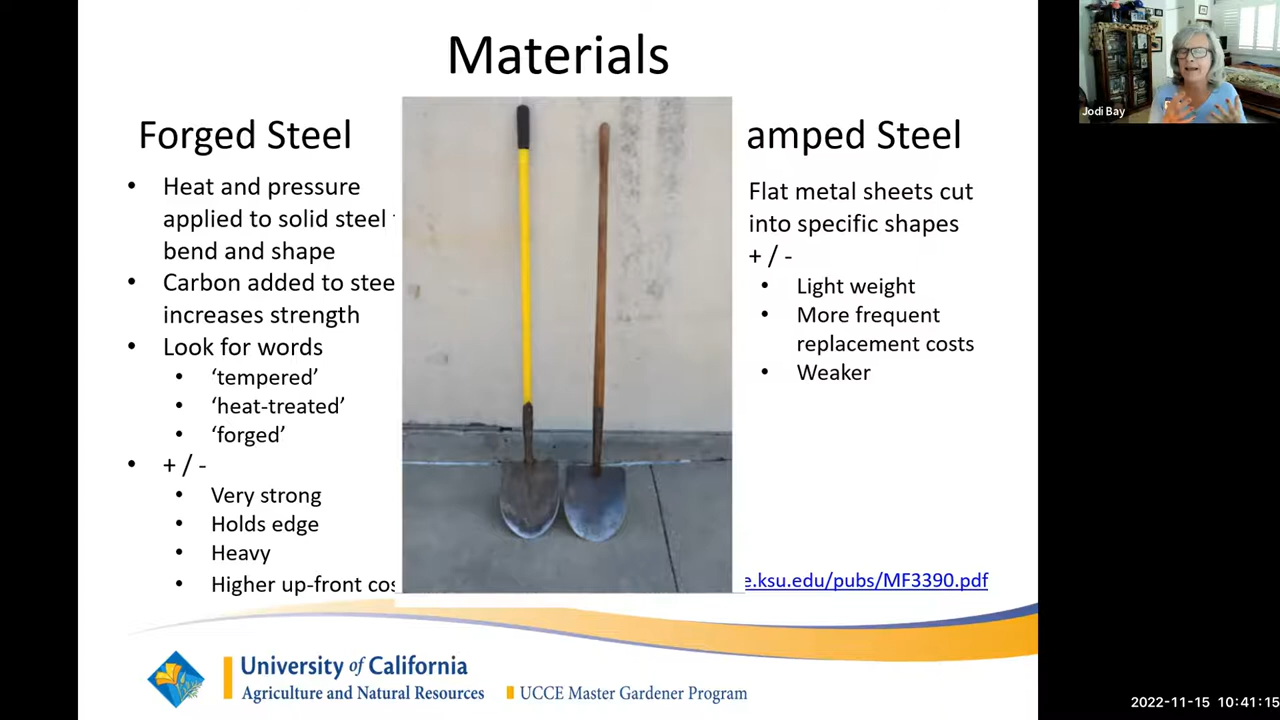 Materials
Forged Steel
• Heat and pressure
applied to solid steel
bend and shape
• Carbon added to stee
increases strength
• Look for words
• ‘tempered’
• ‘heat-treated’
• ‘forged’
• + / -
• Very strong
• Holds edge
• Heavy
• Higher up-front cos
amped Steel
Flat metal sheets cut
into specific shapes
+ / -
• Light weight
• More frequent
replacement costs
• Weaker
e.ksu.edu/pubs/MF3390.pdf
University of California
Agriculture and Natural Resources
UCCE Master Gardener Program
Jodi Bay
2022-11-15 10:41:15